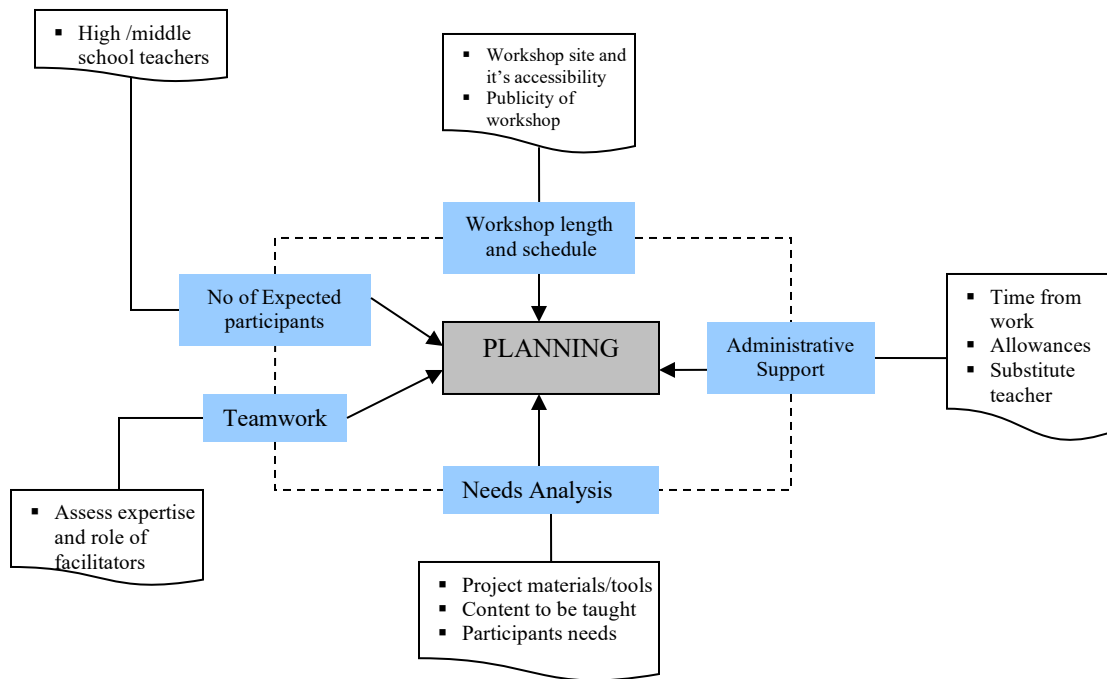 ▪ High /middle
school teachers
▪ Workshop site and
it's accessibility
▪ Publicity of
workshop
Workshop length
and schedule
No of Expected
participants
PLANNING
Administrative
Support
▪ Time from
work
▪ Allowances
▪ Substitute
teacher
Teamwork
Needs Analysis
▪ Assess expertise
and role of
facilitators
▪ Project materials/tools
▪ Content to be taught
▪ Participants needs